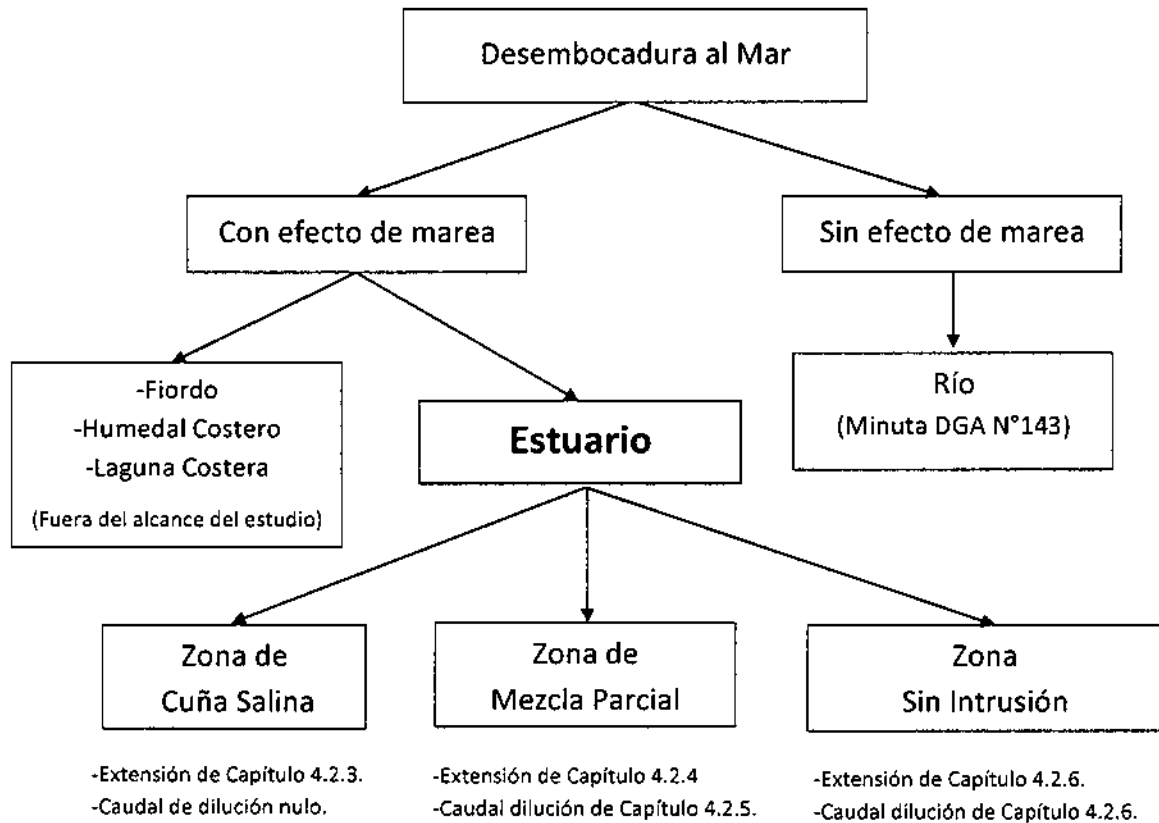 Desembocadura al Mar
Con efecto de marea
Sin efecto de marea
-Fiordo
-Humedal Costero
-Laguna Costera
(Fuera del alcance del estudio)
Estuario
Río
(Minuta DGA N°143)
Zona de
Cuña Salina
Zona de
Mezcla Parcial
Zona
Sin Intrusión
-Extensión de Capítulo 4.2.3.
-Caudal de dilución nulo.
-Extensión de Capítulo 4.2.4
-Caudal dilución de Capítulo 4.2.5.
-Extensión de Capítulo 4.2.6.
-Caudal dilución de Capítulo 4.2.6.